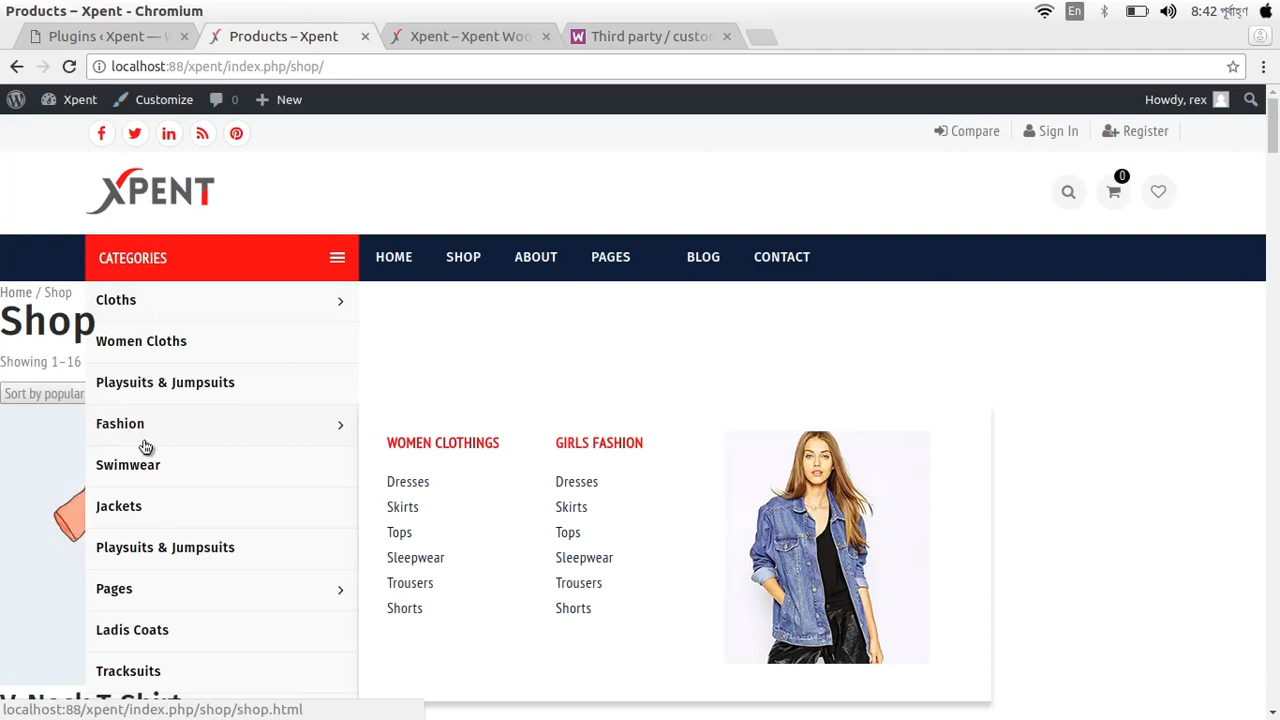 Products – Xpent - Chromium
En
8:42 পূর্বাহ্ণ
Plugins ‹ Xpent — W
Products – Xpent
Xpent – Xpent Woo
Third party / custon
localhost:88/xpent/index.php/shop/
Xpent
Customize
0
New
Howdy, rex
Compare
Sign In
Register
XPENT
0
CATEGORIES
HOME
SHOP
ABOUT
PAGES
BLOG
CONTACT
Home / Shop
Shop
Showing 1–16
Sort by popular
Cloths
Women Cloths
Playsuits & Jumpsuits
Fashion
Swimwear
Jackets
Playsuits & Jumpsuits
Pages
Ladis Coats
Tracksuits
WOMEN CLOTHINGS
Dresses
Skirts
Tops
Sleepwear
Trousers
Shorts
GIRLS FASHION
Dresses
Skirts
Tops
Sleepwear
Trousers
Shorts
localhost:88/xpent/index.php/shop/shop.html